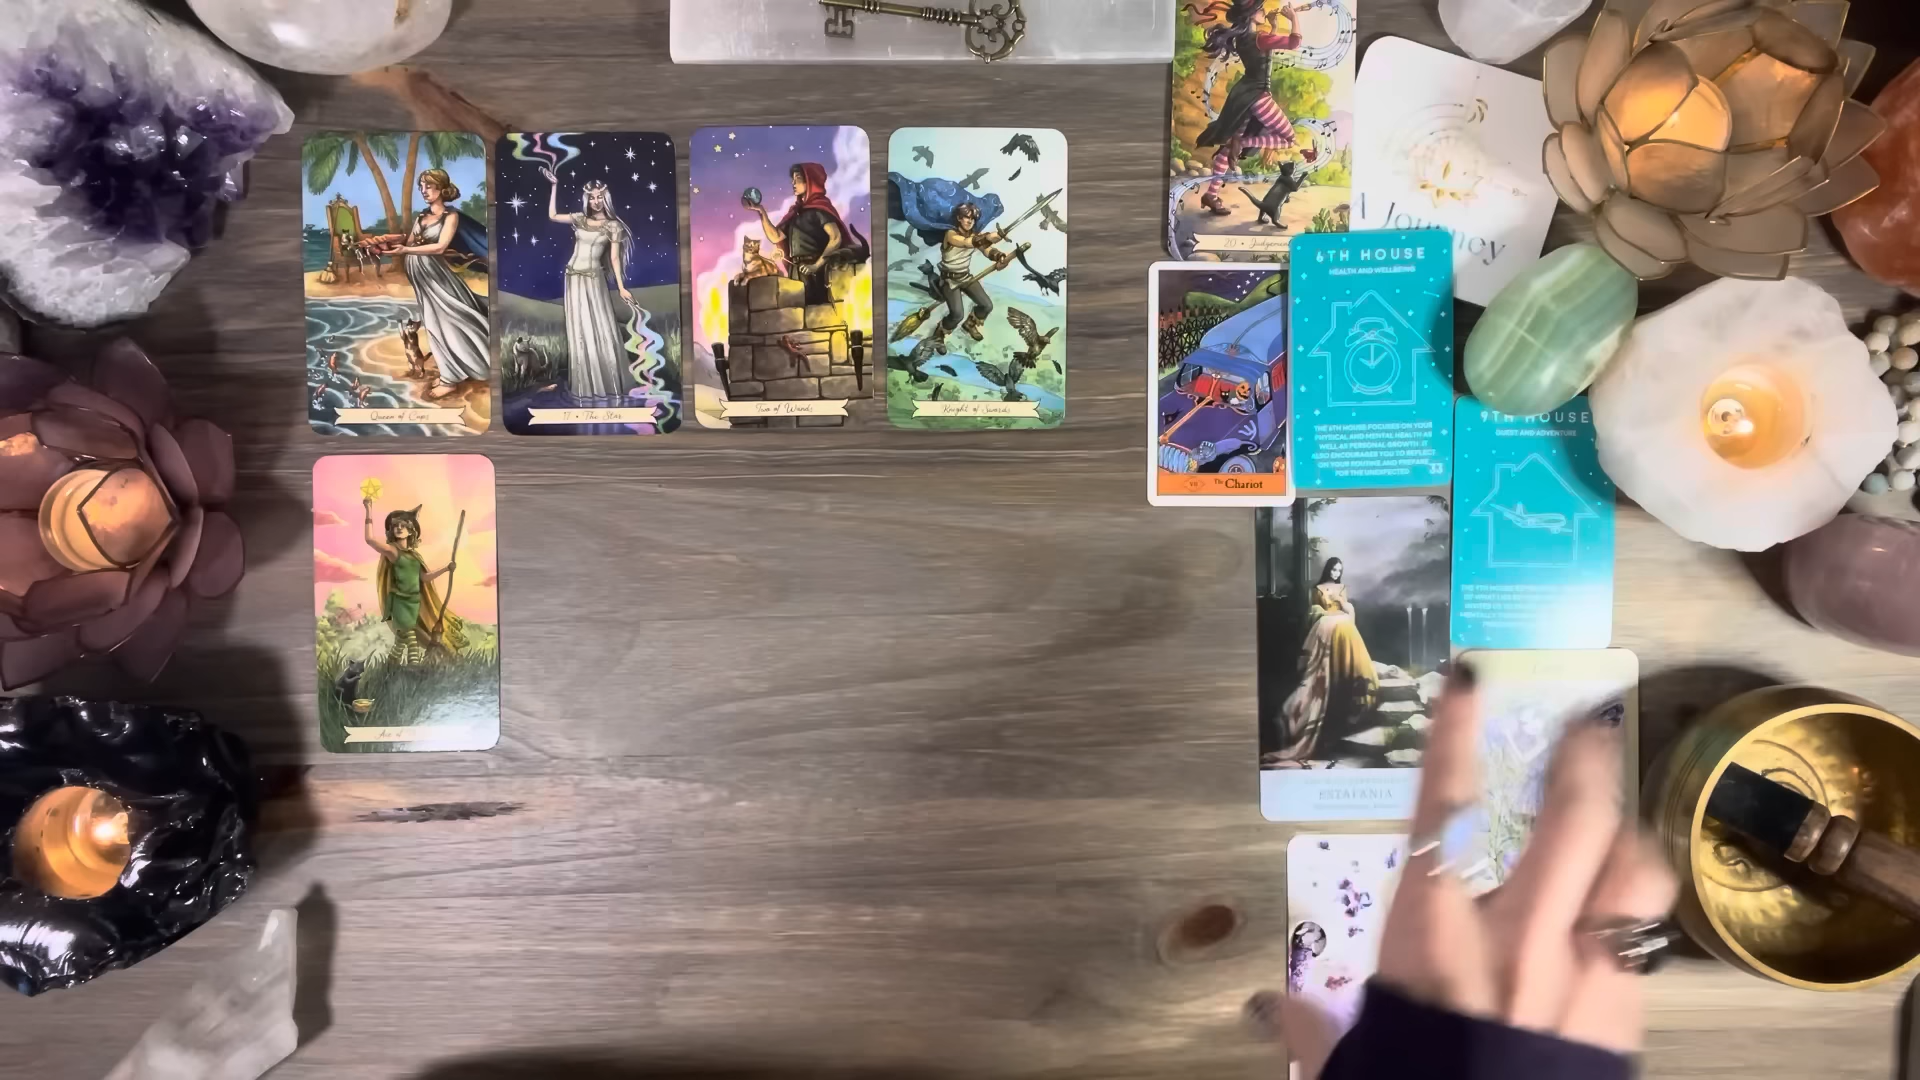 Queen of Cups
17 • The Star
Two of Wands
Knight of Swords
Ace of
20 • Judgement
A Journey
6TH HOUSE
HEALTH AND WELLBEING
THE 6TH HOUSE FOCUSES ON YOUR
PHYSICAL AND MENTAL HEALTH AS
WELL AS PERSONAL GROWTH. IT
ALSO ENCOURAGES YOU TO REFLECT
ON YOUR ROUTINE AND PREPARE
FOR THE UNEXPECTED.
33
VII The Chariot
9TH HOUSE
QUEST AND ADVENTURE
ESTAFANIA